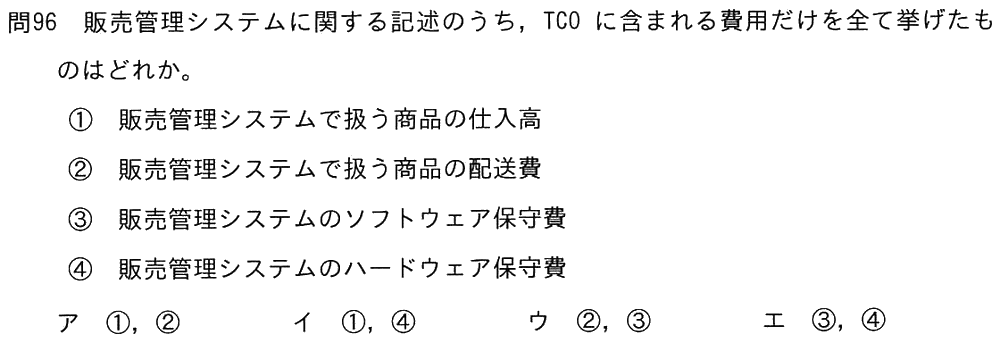 問96　販売管理システムに関する記述のうち，TCO に含まれる費用だけを全て挙げたも
のはどれか。
①　販売管理システムで扱う商品の仕入高
②　販売管理システムで扱う商品の配送費
③　販売管理システムのソフトウェア保守費
④　販売管理システムのハードウェア保守費
ア　①，②　　　　イ　①，④　　　　ウ　②，③　　　　エ　③，④